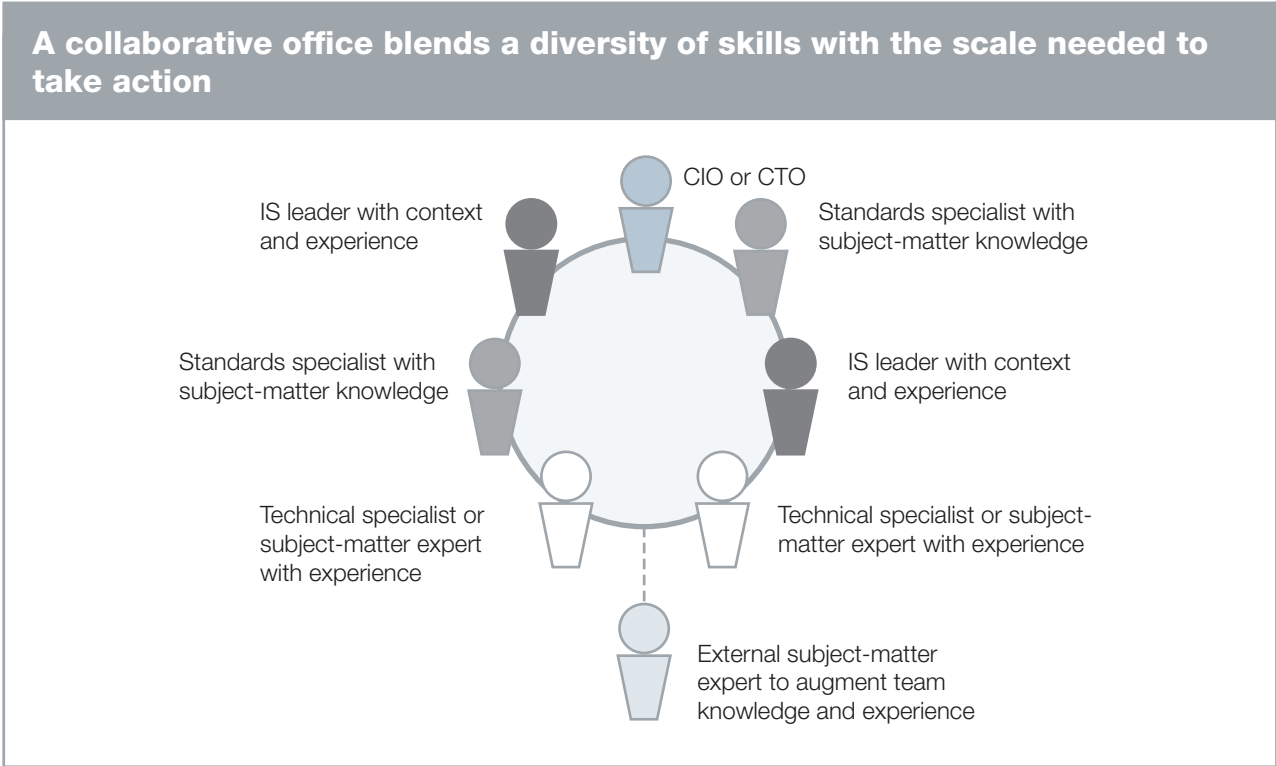 A collaborative office blends a diversity of skills with the scale needed to
take action
CIO or CTO
IS leader with context
and experience
Standards specialist with
subject-matter knowledge
Standards specialist with
subject-matter knowledge
IS leader with context
and experience
Technical specialist or
subject-matter expert
with experience
Technical specialist or subject-
matter expert with experience
External subject-matter
expert to augment team
knowledge and experience